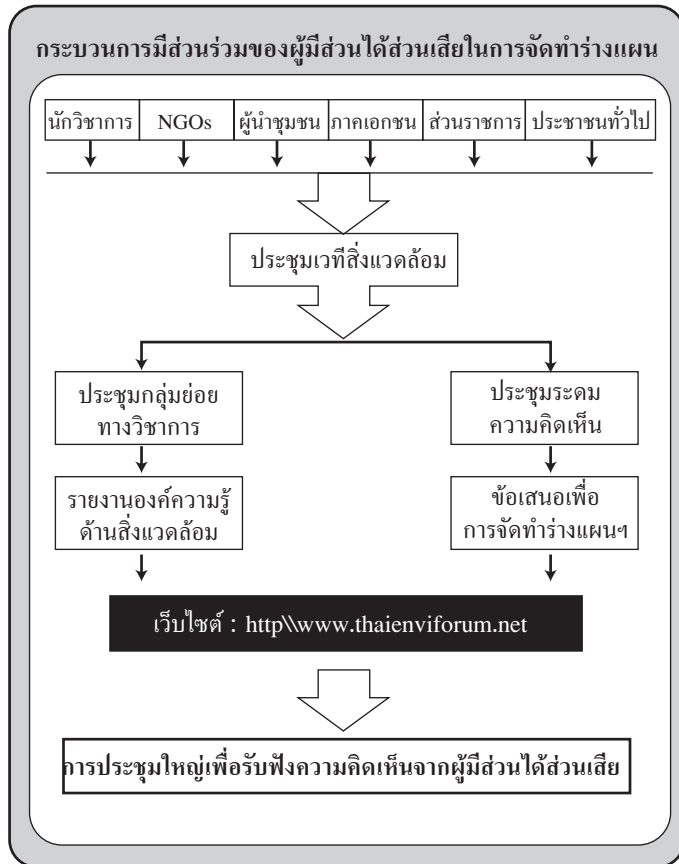 กระบวนการมีส่วนร่วมของผู้มีส่วนได้ส่วนเสียในการจัดทำร่างแผน
นักวิชาการ NGOs ผู้นำชุมชน ภาคเอกชน ส่วนราชการ ประชาชนทั่วไป
ประชุมเวทีสิ่งแวดล้อม
ประชุมกลุ่มย่อย
ทางวิชาการ
ประชุมระดม
ความคิดเห็น
รายงานองค์ความรู้
ด้านสิ่งแวดล้อม
ข้อเสนอเพื่อ
การจัดทำร่างแผนฯ
เว็บไซต์ : http\\www.thaienviforum.net
การประชุมใหญ่เพื่อรับฟังความคิดเห็นจากผู้มีส่วนได้ส่วนเสีย